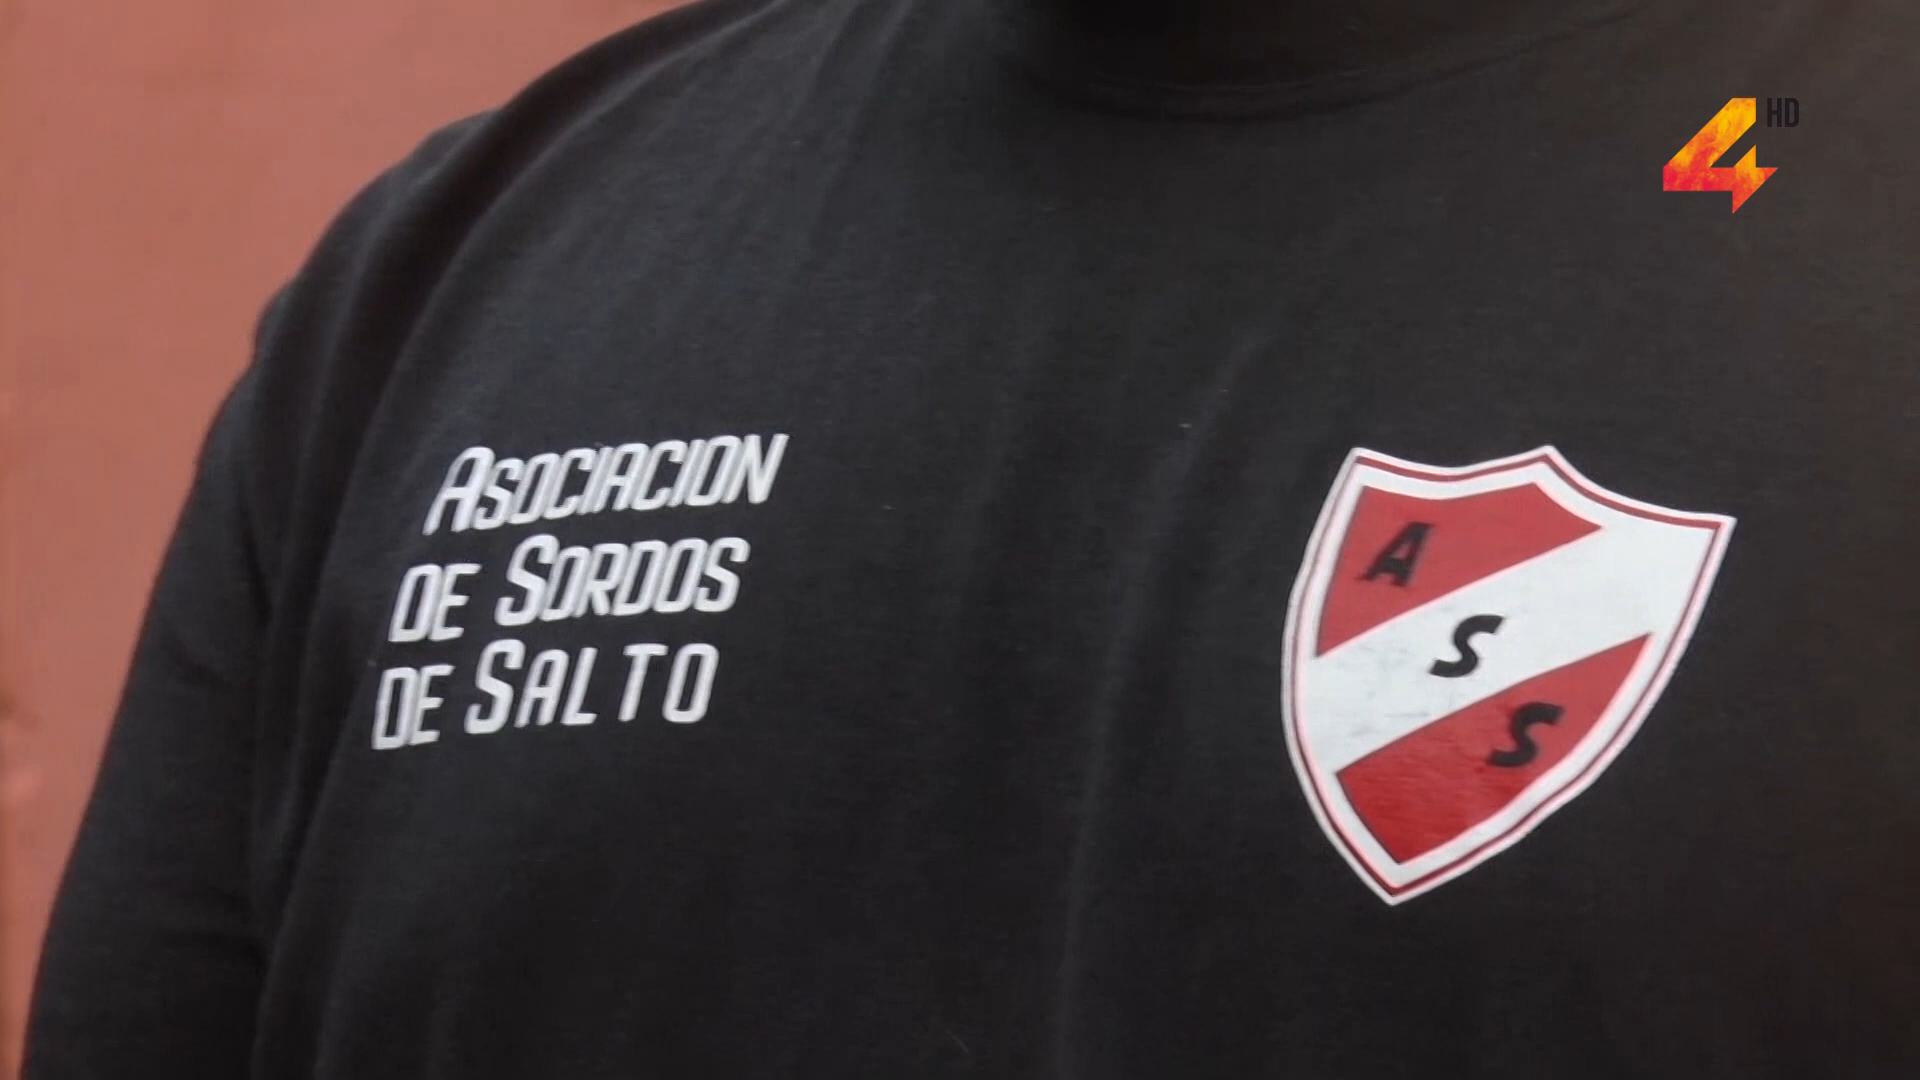 4 HD
ASOCIACION
DE SORDOS
DE SALTO
A
S
S